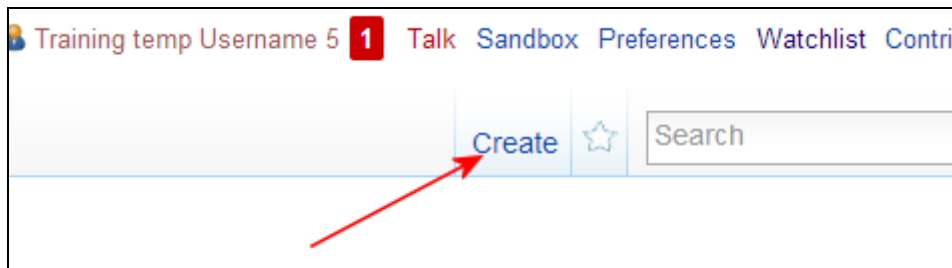 Training temp Username 5 1 Talk Sandbox Preferences Watchlist Contri
Create Search